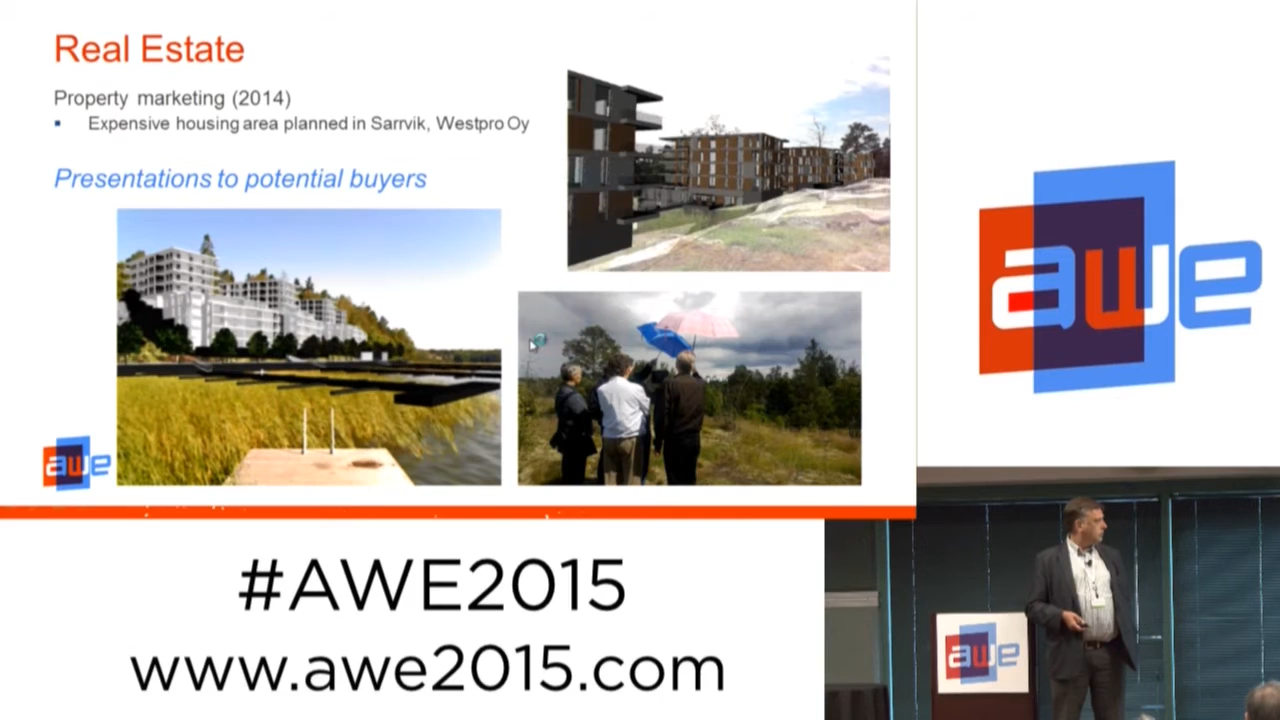 Real Estate
Property marketing (2014)
▪ Expensive housing area planned in Sarrvik, Westpro Oy
Presentations to potential buyers
awe
awe
#AWE2015
www.awe2015.com
awe